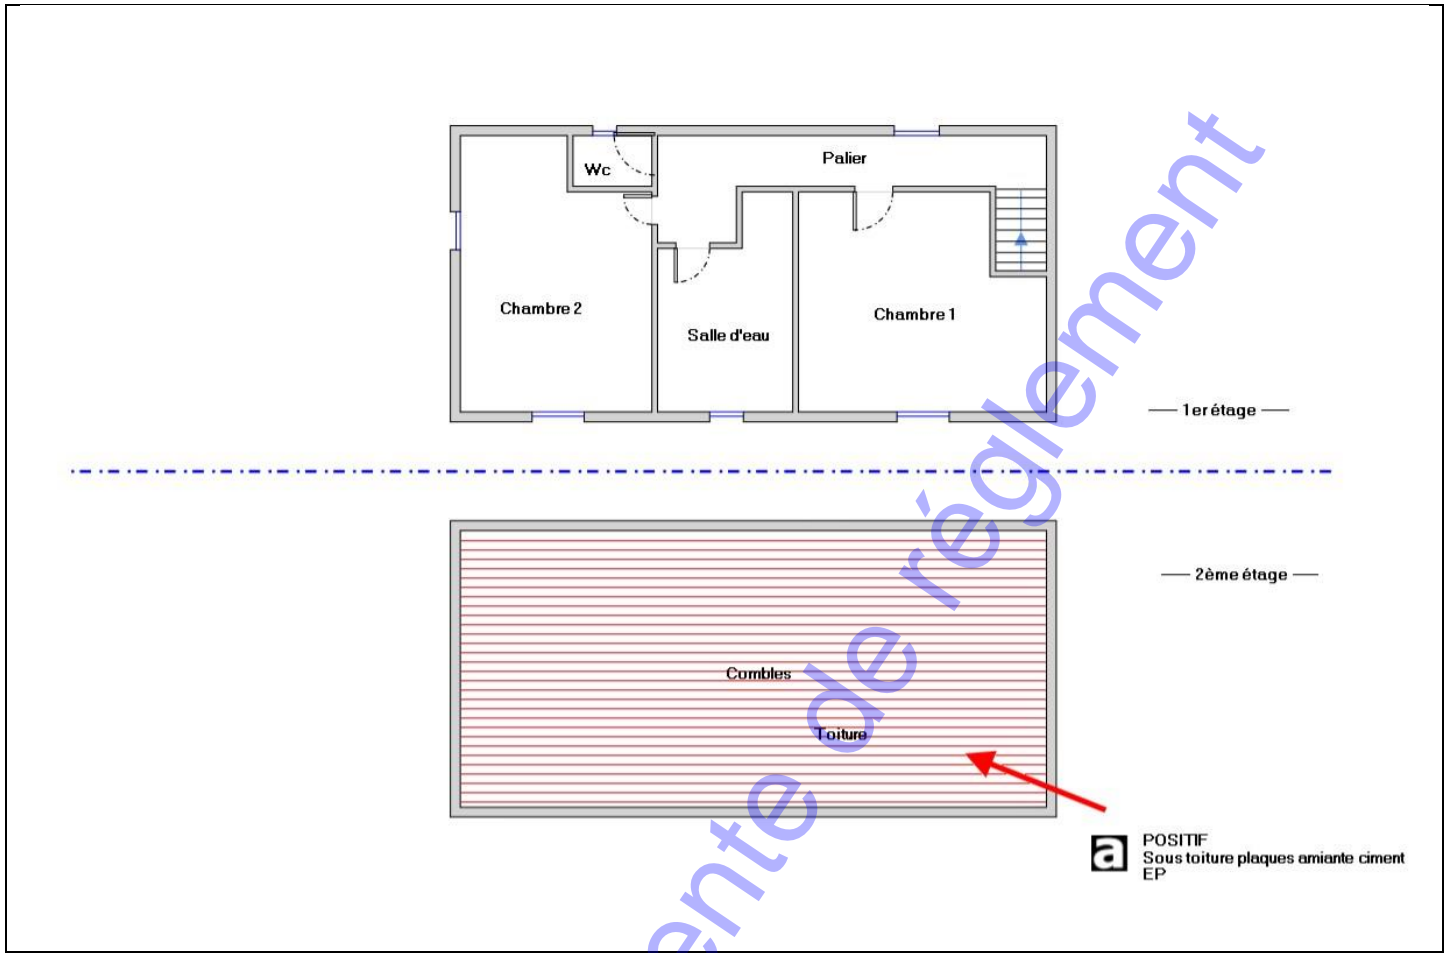 Palier
Wc
Chambre 2
Chambre 1
Salle d'eau
1er étage
2ème étage
Combles
Toiture
a POSITIF
Sous toiture plaques amiante ciment
EP
ente de réglement